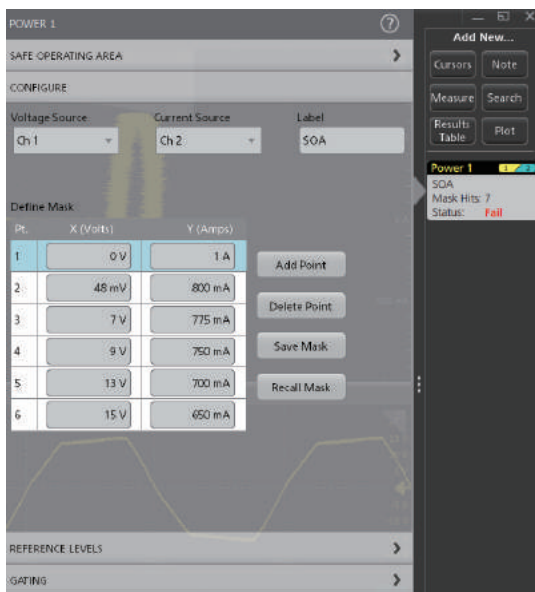 POWER 1
?
SAFE OPERATING AREA
CONFIGURE
Voltage Source
Current Source
Label
Ch 1
Ch 2
SOA
Define Mask
Pt. X (Volts) Y (Amps)
1 0 V 1 A
2 48 mV 800 mA
3 7 V 775 mA
4 9 V 750 mA
5 13 V 700 mA
6 15 V 650 mA
Add Point
Delete Point
Save Mask
Recall Mask
REFERENCE LEVELS
GATING
Add New...
Cursors
Note
Measure
Search
Results
Table
Plot
Power 1 1 2
SOA
Mask Hits: 7
Status: Fail